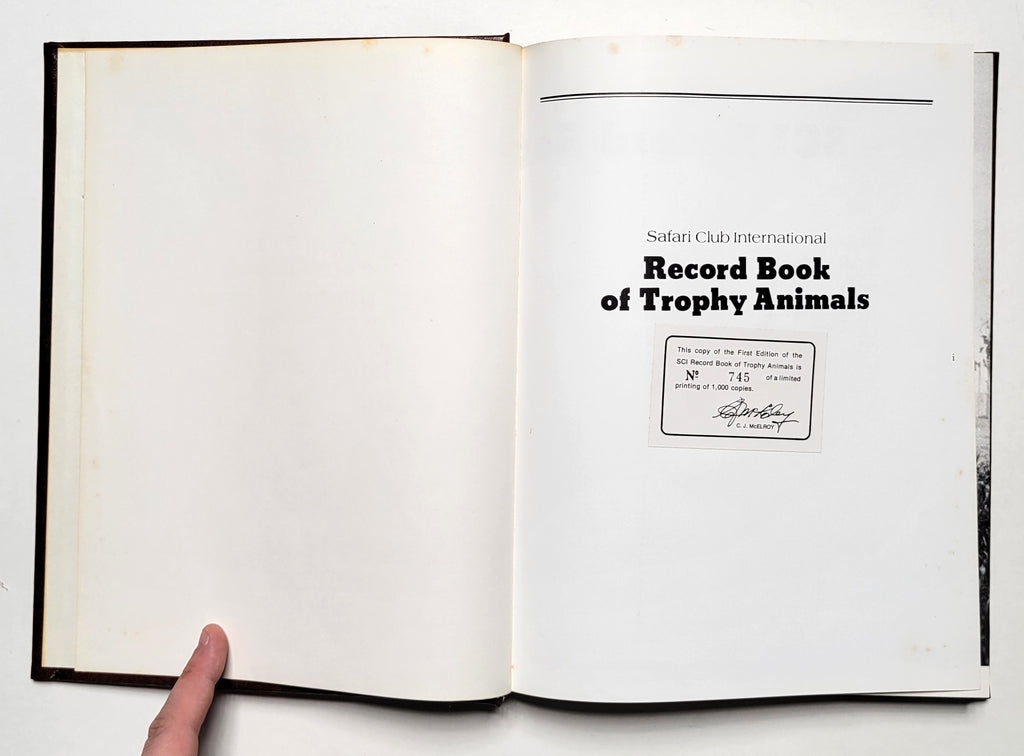 Safari Club International
Record Book
of Trophy Animals
This copy of the First Edition of the
SCI Record Book of Trophy Animals is
Nº 745 of a limited
printing of 1,000 copies.
C. J. McELROY